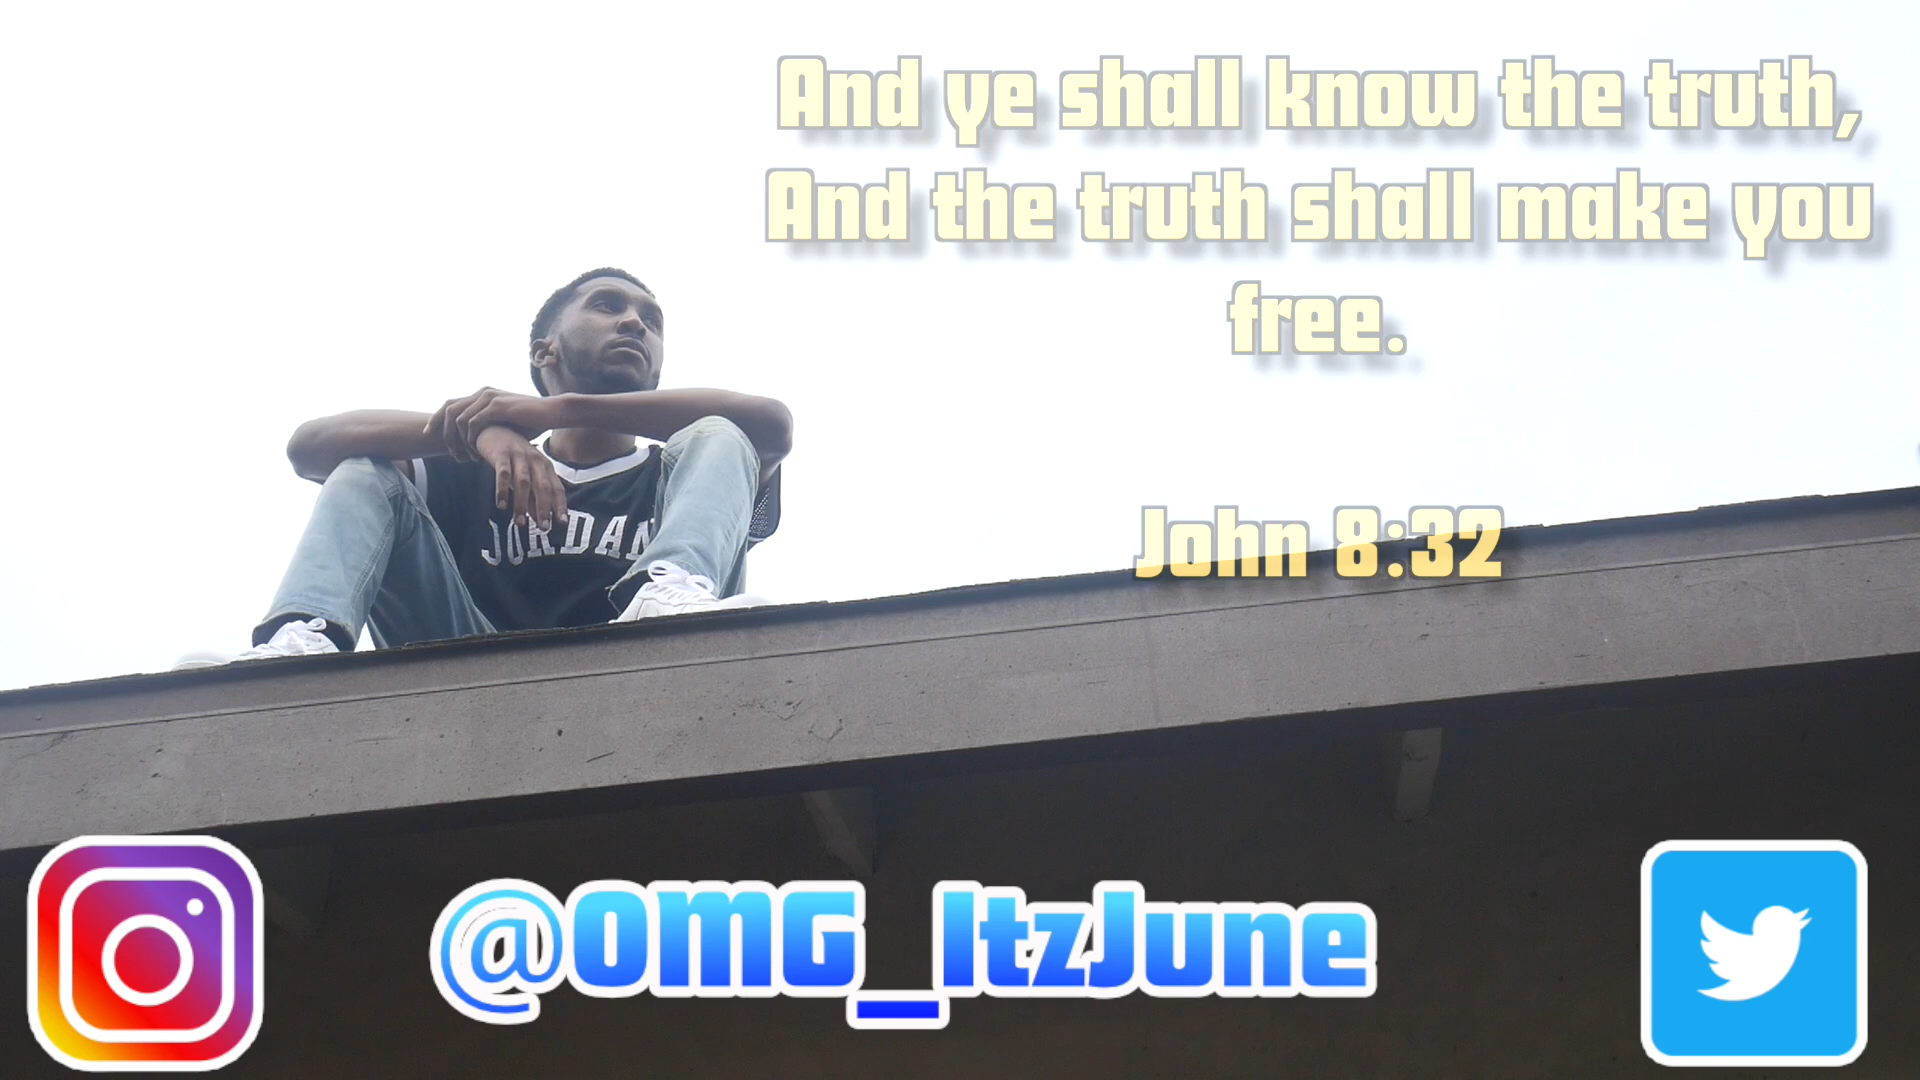 And ye shall know the truth,
And the truth shall make you
free.
John 8:32
JORDAN
@OMG_ItzJune